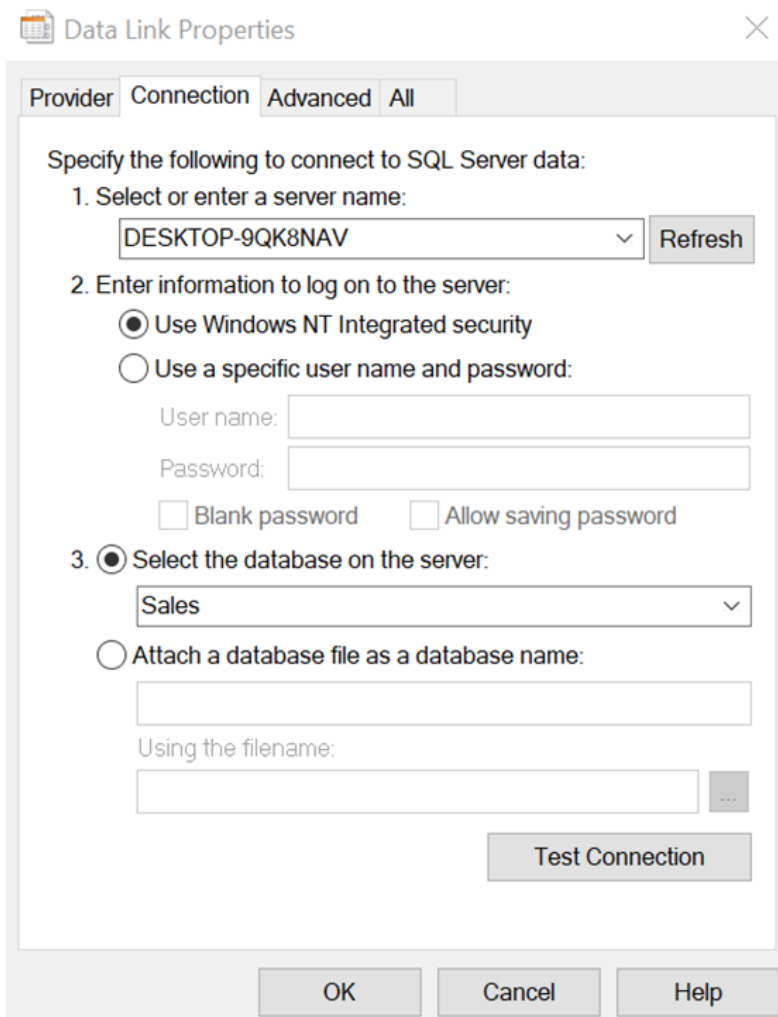 Data Link Properties
Provider Connection Advanced All
Specify the following to connect to SQL Server data:
1. Select or enter a server name:
DESKTOP-9QK8NAV Refresh
2. Enter information to log on to the server:
Use Windows NT Integrated security
Use a specific user name and password:
User name:
Password:
Blank password Allow saving password
3. Select the database on the server:
Sales
Attach a database file as a database name:
Using the filename:
...
Test Connection
OK Cancel Help